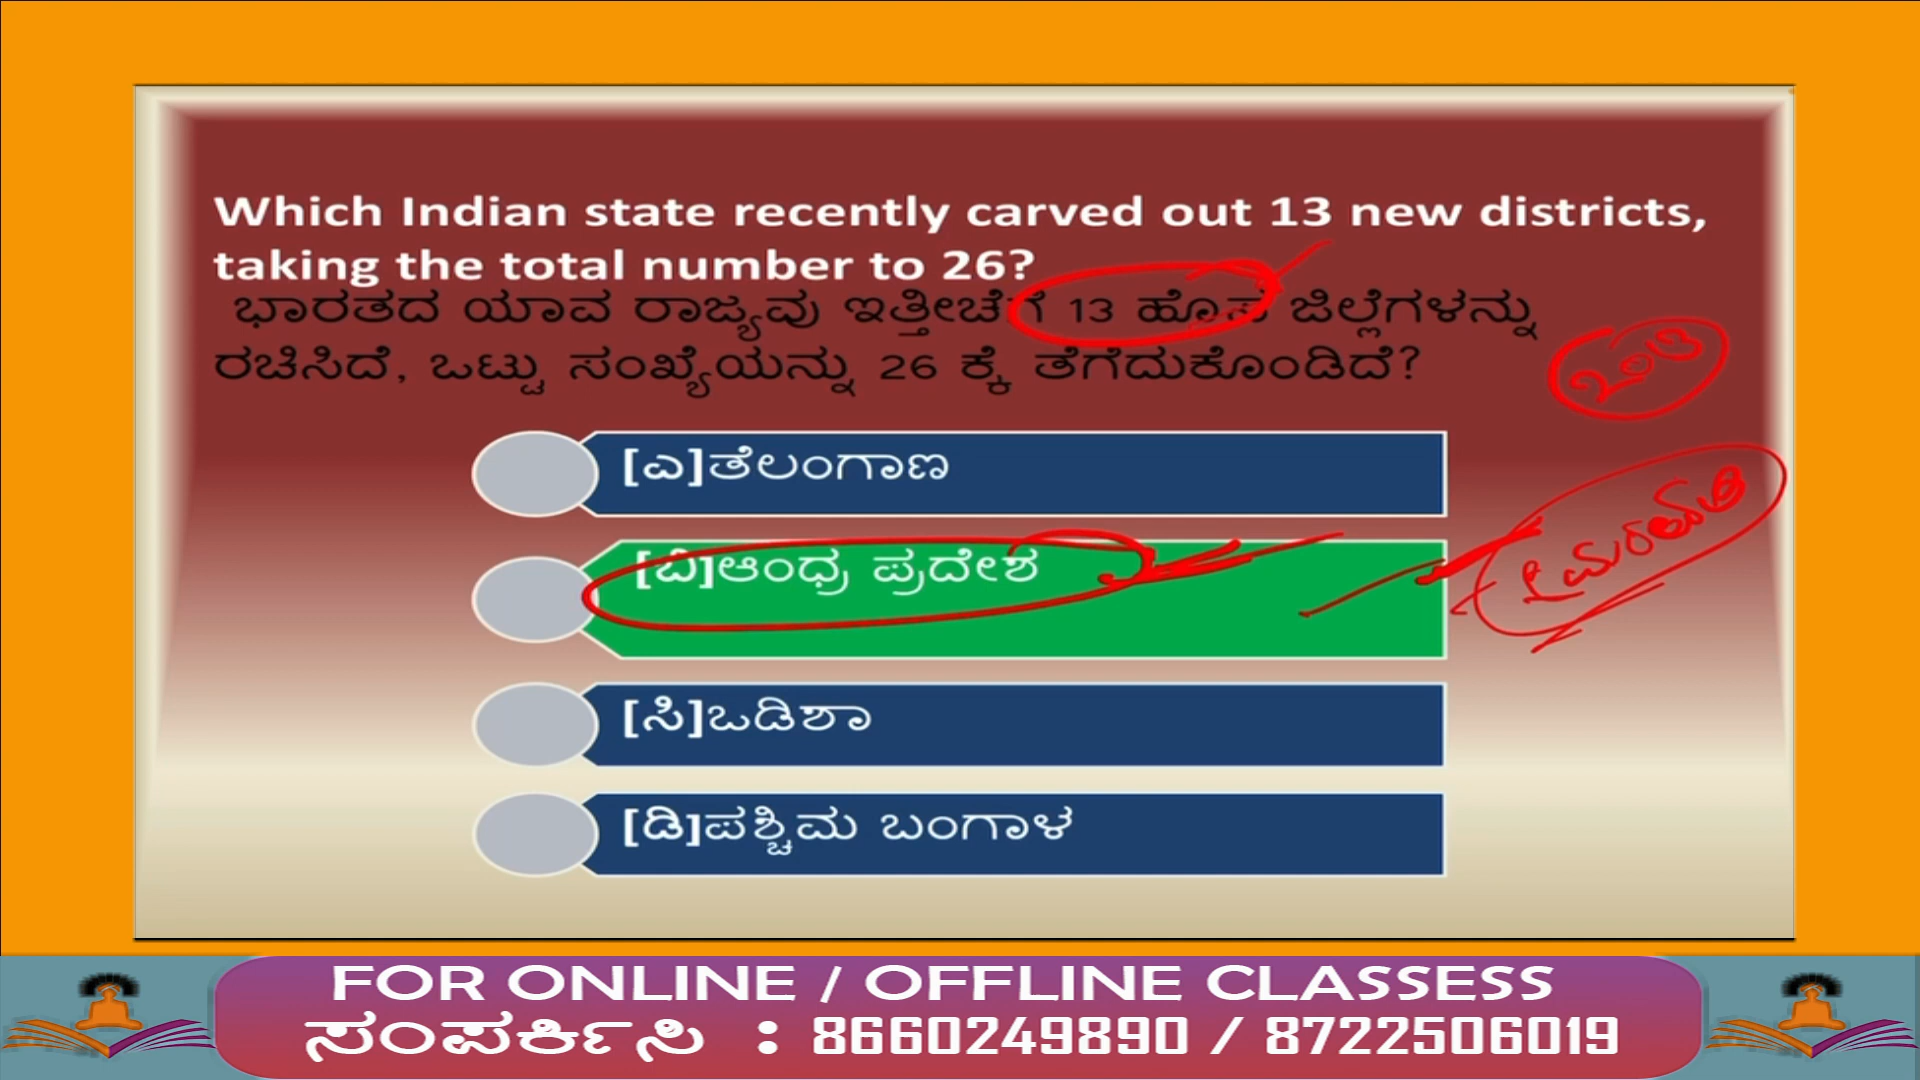 Which Indian state recently carved out 13 new districts,
taking the total number to 26?
ಭಾರತದ ಯಾವ ರಾಜ್ಯವು ಇತ್ತೀಚೆಗೆ 13 ಹೊಸ ಜಿಲ್ಲೆಗಳನ್ನು
ರಚಿಸಿದೆ, ಒಟ್ಟು ಸಂಖ್ಯೆಯನ್ನು 26 ಕ್ಕೆ ತೆಗೆದುಕೊಂಡಿದೆ?
[ಎ]ತೆಲಂಗಾಣ
[ಬಿ]ಆಂಧ್ರ ಪ್ರದೇಶ
[ಸಿ]ಒಡಿಶಾ
[ಡಿ]ಪಶ್ಚಿಮ ಬಂಗಾಳ
FOR ONLINE / OFFLINE CLASSESS
ಸಂಪರ್ಕಿಸಿ : 8660249890 / 8722506019